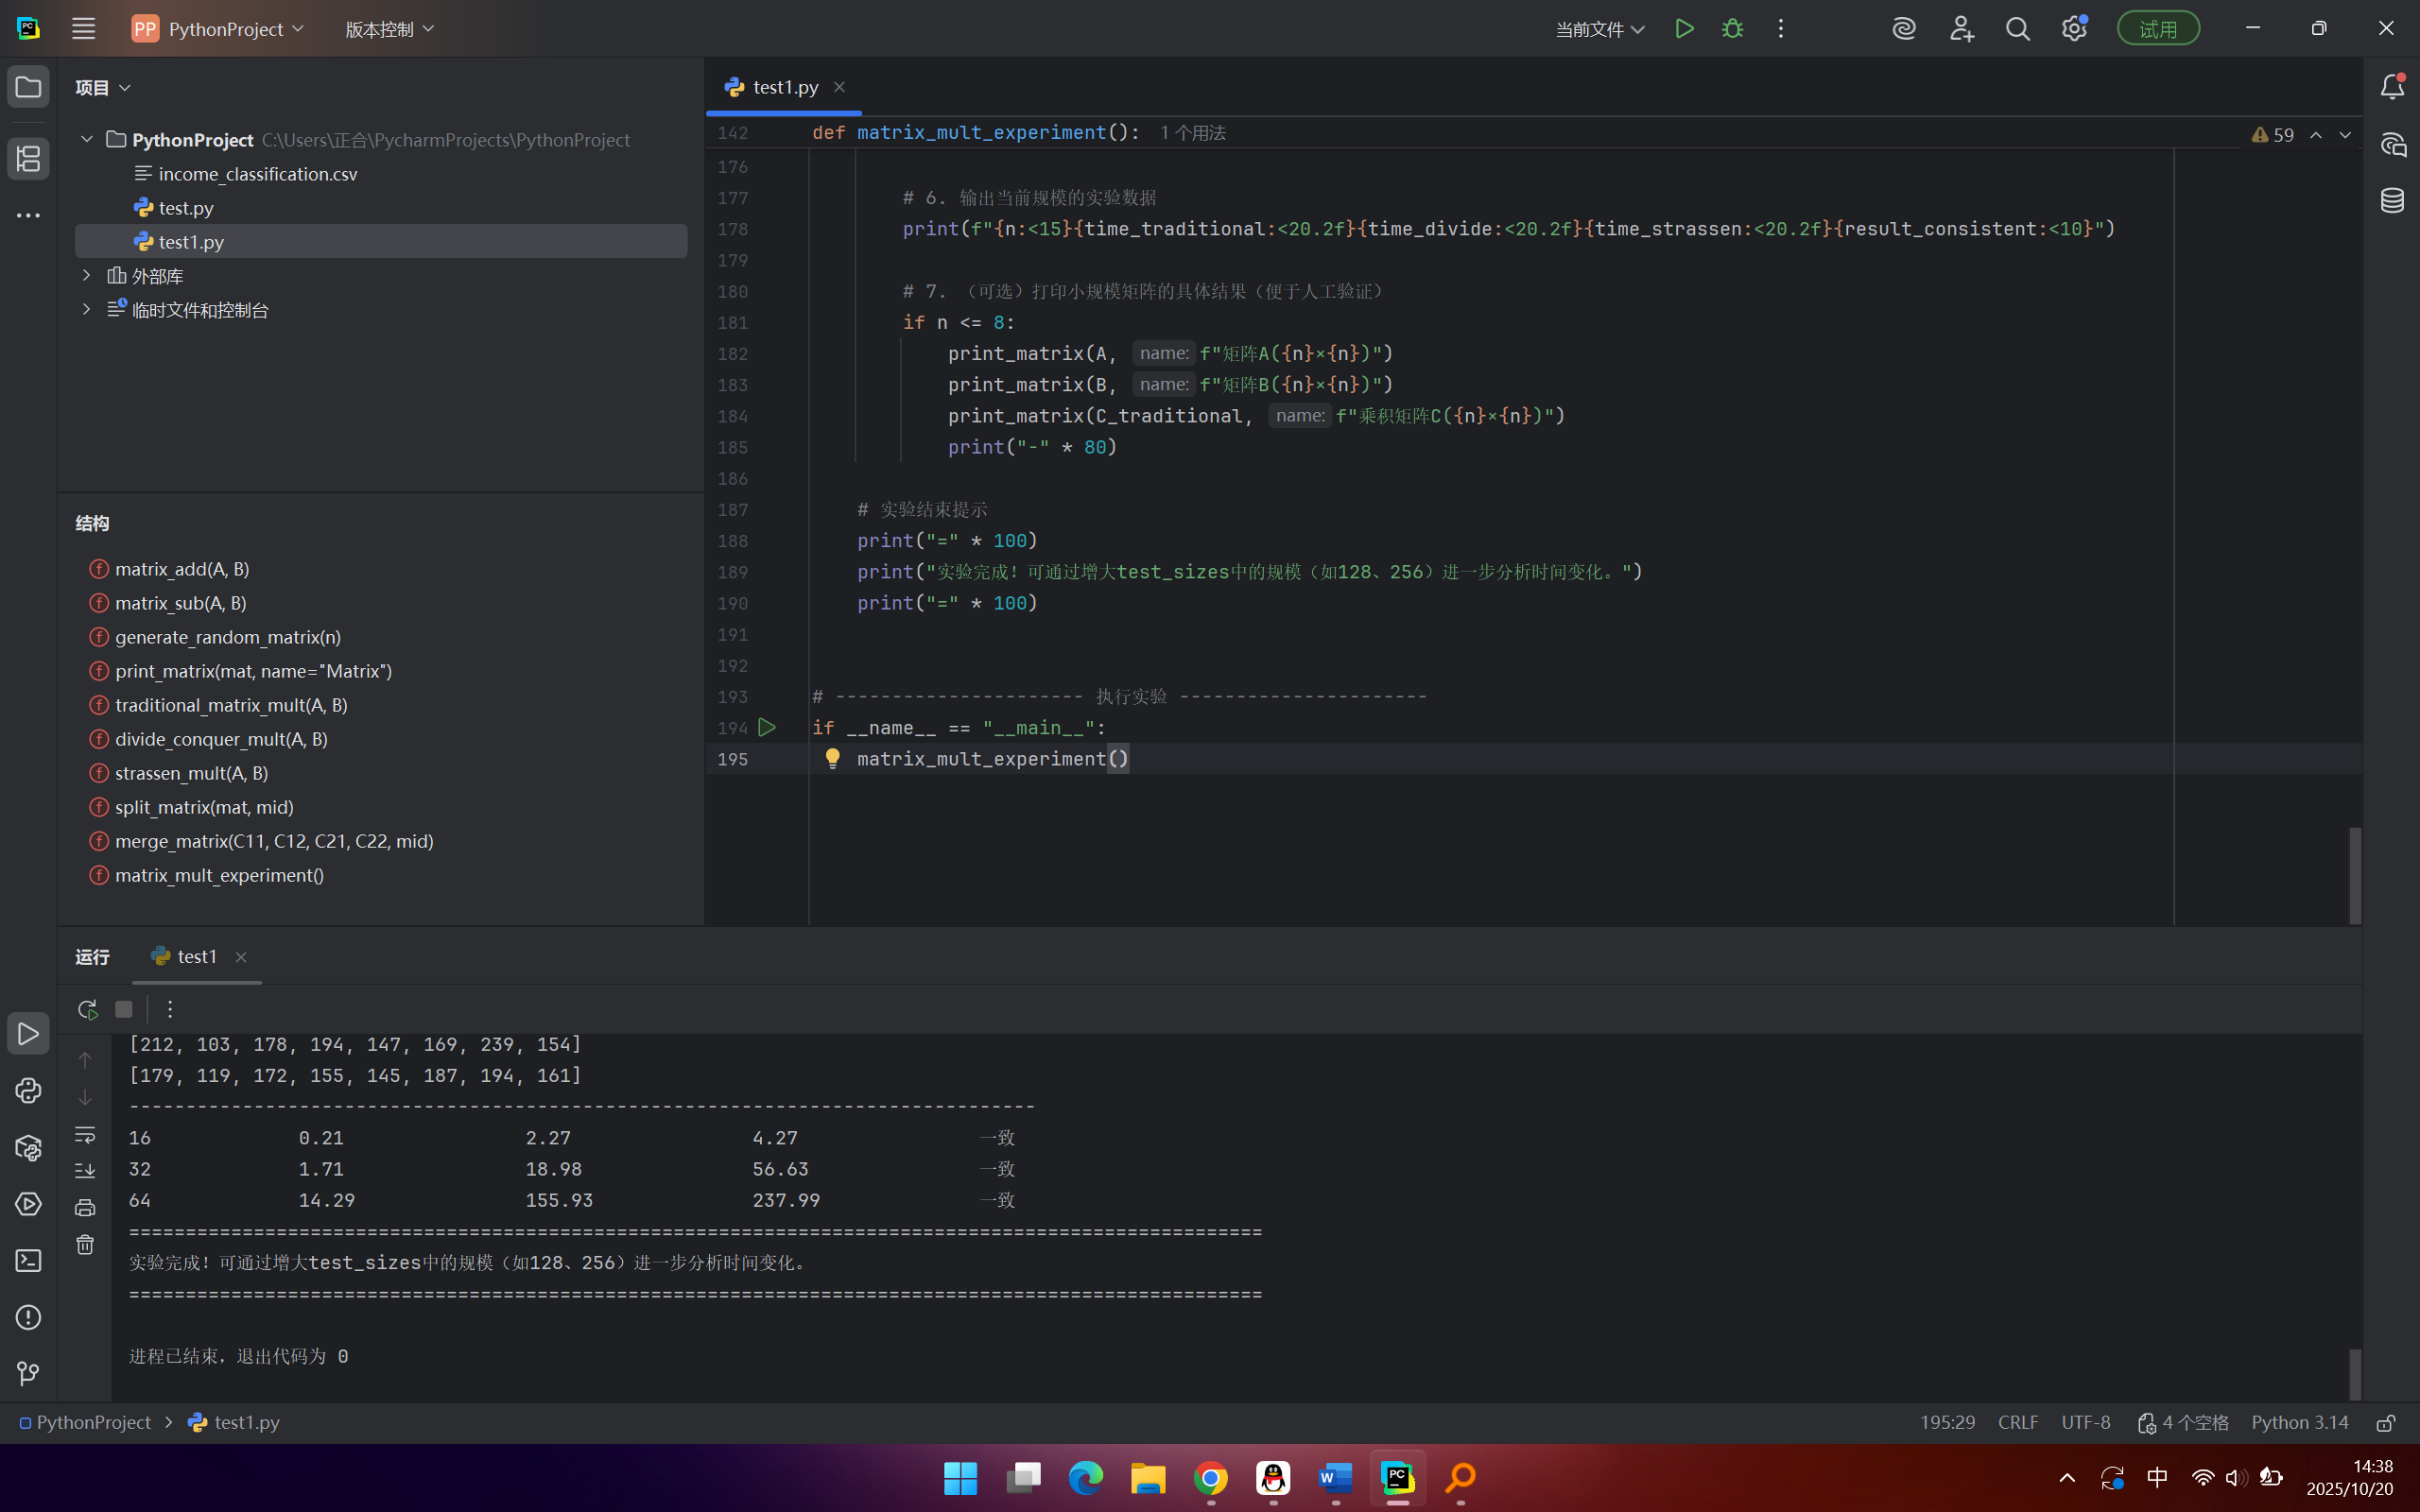 PC
PP PythonProject
版本控制
当前文件
试用
项目
PythonProject C:\Users\正合\PycharmProjects\PythonProject
income_classification.csv
test.py
test1.py
外部库
临时文件和控制台
结构
matrix_add(A, B)
matrix_sub(A, B)
generate_random_matrix(n)
print_matrix(mat, name="Matrix")
traditional_matrix_mult(A, B)
divide_conquer_mult(A, B)
strassen_mult(A, B)
split_matrix(mat, mid)
merge_matrix(C11, C12, C21, C22, mid)
matrix_mult_experiment()
test1.py
142 def matrix_mult_experiment(): 1 个用法
59
176
177 # 6. 输出当前规模的实验数据
178 print(f"{n:<15}{time_traditional:<20.2f}{time_divide:<20.2f}{time_strassen:<20.2f}{result_consistent:<10}")
179
180 # 7. （可选）打印小规模矩阵的具体结果（便于人工验证）
181 if n <= 8:
182 print_matrix(A, name: f"矩阵A({n}×{n})")
183 print_matrix(B, name: f"矩阵B({n}×{n})")
184 print_matrix(C_traditional, name: f"乘积矩阵C({n}×{n})")
185 print("-" * 80)
186
187 # 实验结束提示
188 print("=" * 100)
189 print("实验完成！可通过增大test_sizes中的规模（如128、256）进一步分析时间变化。")
190 print("=" * 100)
191
192
193 # ---------------------- 执行实验 ----------------------
194 if __name__ == "__main__":
195 matrix_mult_experiment()
运行 test1
[212, 103, 178, 194, 147, 169, 239, 154]
[179, 119, 172, 155, 145, 187, 194, 161]
--------------------------------------------------------------------------------
16 0.21 2.27 4.27 一致
32 1.71 18.98 56.63 一致
64 14.29 155.93 237.99 一致
====================================================================================================
实验完成！可通过增大test_sizes中的规模（如128、256）进一步分析时间变化。
====================================================================================================
进程已结束，退出代码为 0
PythonProject > test1.py
195:29 CRLF UTF-8 4 个空格 Python 3.14
W
PC
中
14:38
2025/10/20